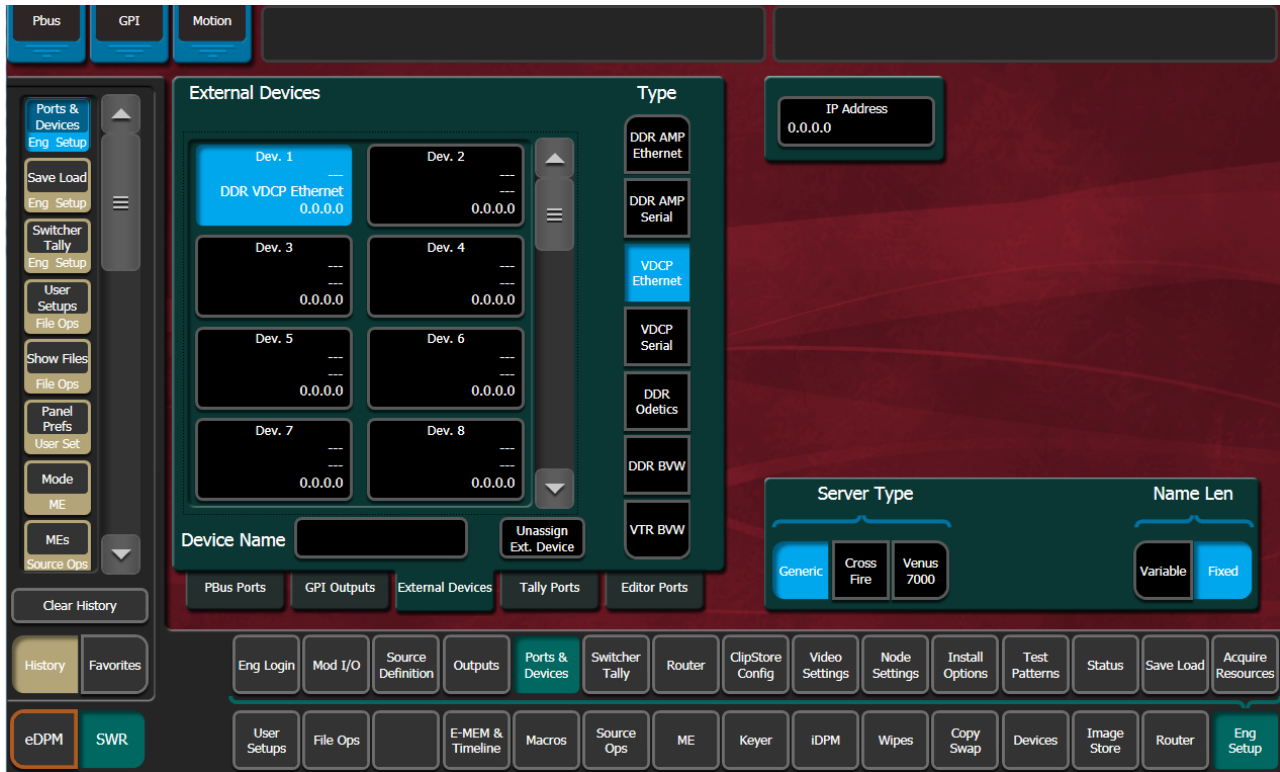 Pbus
GPI
Motion
Ports &
Devices
Eng Setup
Save Load
Eng Setup
Switcher
Tally
Eng Setup
User
Setups
File Ops
Show Files
File Ops
Panel
Prefs
User Set
Mode
ME
MEs
Source Ops
Clear History
History
Favorites
eDPM
SWR
External Devices
Dev. 1
---
DDR VDCP Ethernet
0.0.0.0
Dev. 2
---
---
0.0.0.0
Dev. 3
---
---
0.0.0.0
Dev. 4
---
---
0.0.0.0
Dev. 5
---
---
0.0.0.0
Dev. 6
---
---
0.0.0.0
Dev. 7
---
---
0.0.0.0
Dev. 8
---
---
0.0.0.0
Device Name
Unassign
Ext. Device
Type
DDR AMP
Ethernet
DDR AMP
Serial
VDCP
Ethernet
VDCP
Serial
DDR
Odetics
DDR BVW
VTR BVW
PBus Ports
GPI Outputs
External Devices
Tally Ports
Editor Ports
IP Address
0.0.0.0
Server Type
Generic
Cross
Fire
Venus
7000
Name Len
Variable
Fixed
Eng Login
Mod I/O
Source
Definition
Outputs
Ports &
Devices
Switcher
Tally
Router
ClipStore
Config
Video
Settings
Node
Settings
Install
Options
Test
Patterns
Status
Save Load
Acquire
Resources
User
Setups
File Ops
E-MEM &
Timeline
Macros
Source
Ops
ME
Keyer
iDPM
Wipes
Copy
Swap
Devices
Image
Store
Router
Eng
Setup